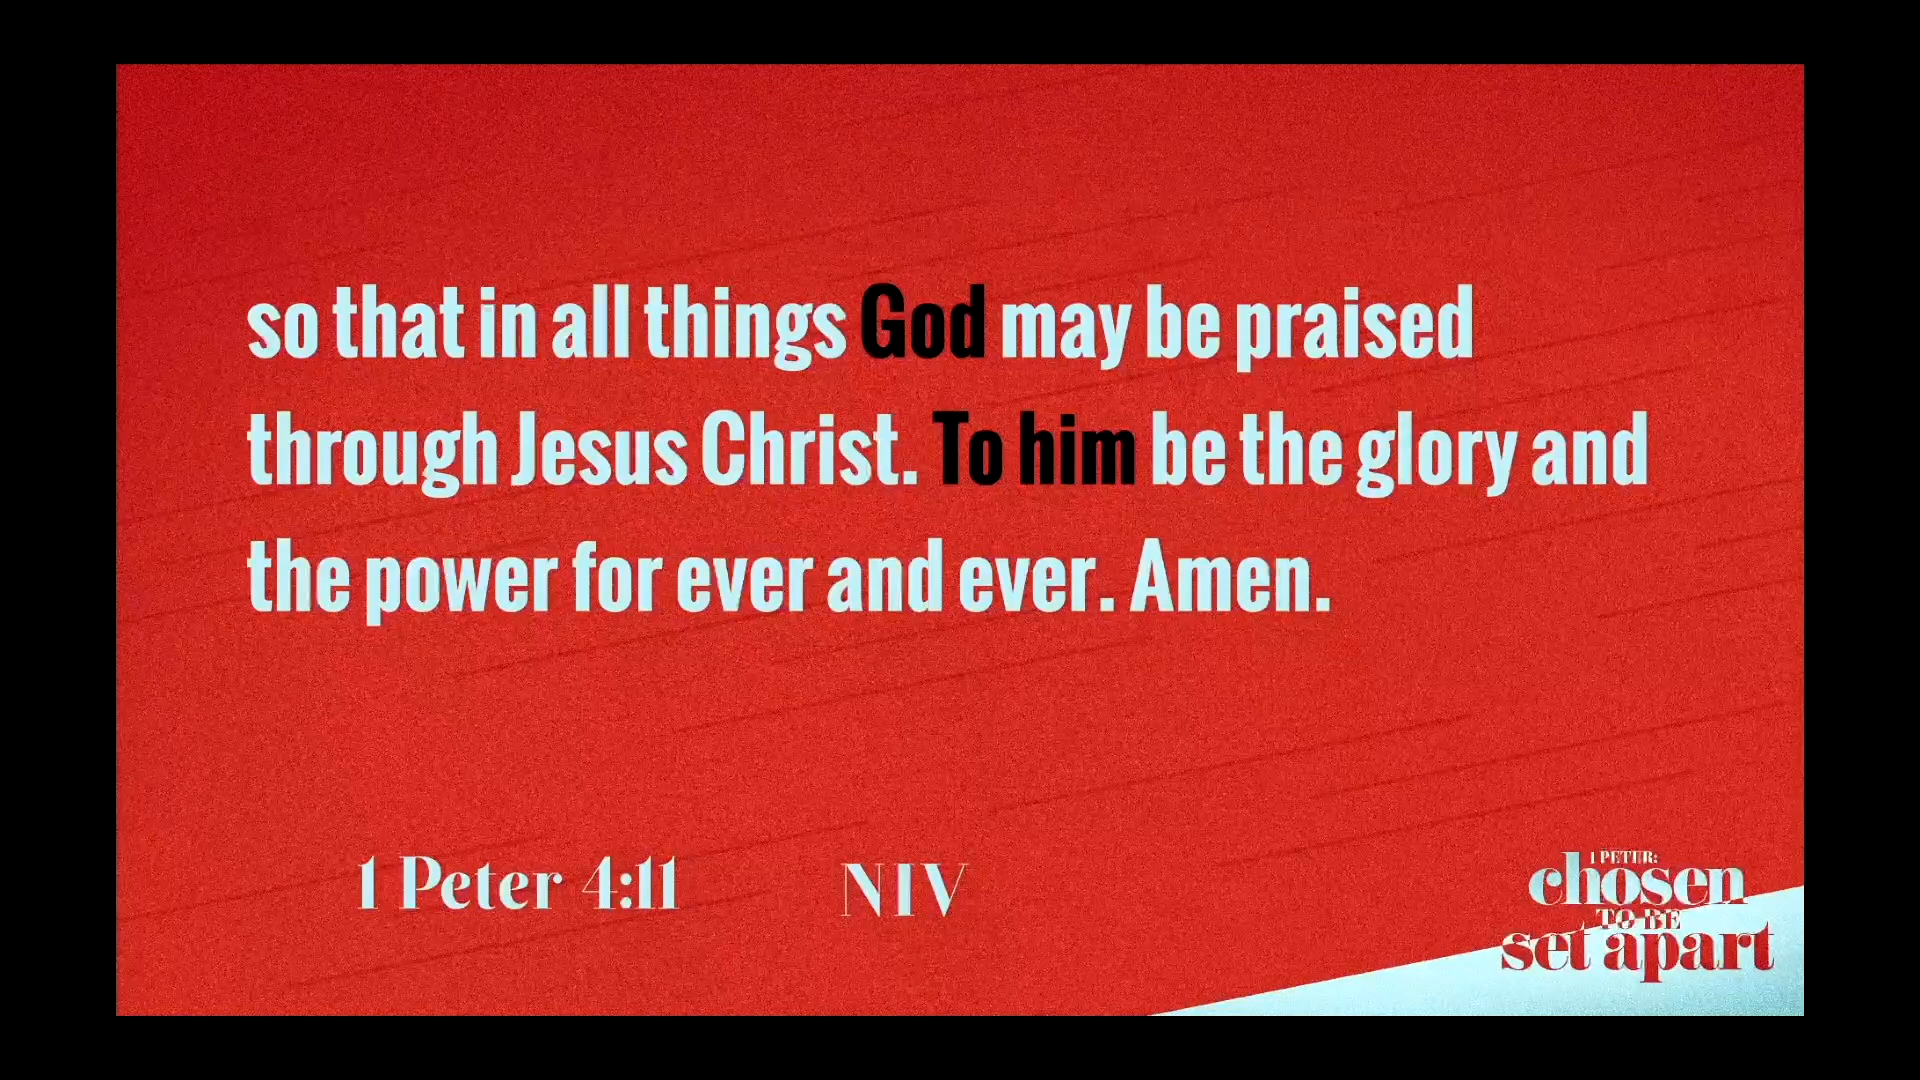 so that in all things God may be praised
through Jesus Christ. To him be the glory and
the power for ever and ever. Amen.
1 Peter 4:11 NIV
1 PETER:
chosen
TO BE
set apart